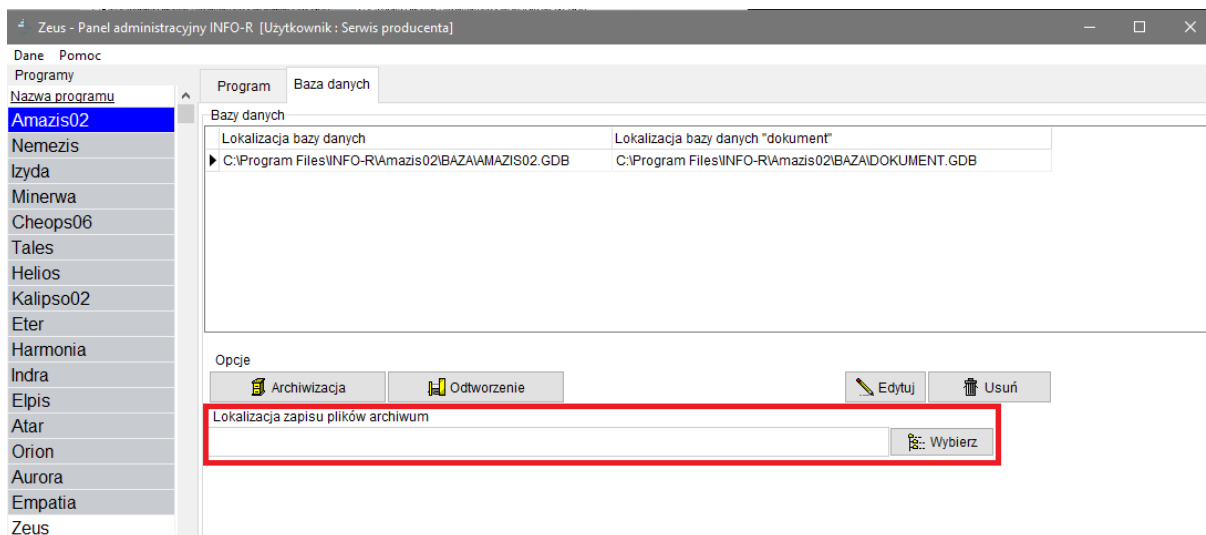 Zeus - Panel administracyjny INFO-R [Użytkownik : Serwis producenta]
Dane Pomoc
Programy
Nazwa programu
Amazis02
Nemezis
Izyda
Minerwa
Cheops06
Tales
Helios
Kalipso02
Eter
Harmonia
Indra
Elpis
Atar
Orion
Aurora
Empatia
Zeus
Program Baza danych
Bazy danych
Lokalizacja bazy danych Lokalizacja bazy danych "dokument"
C:\Program Files\INFO-R\Amazis02\BAZA\AMAZIS02.GDB C:\Program Files\INFO-R\Amazis02\BAZA\DOKUMENT.GDB
Opcje
Archiwizacja Odtworzenie Edytuj Usuń
Lokalizacja zapisu plików archiwum
Wybierz